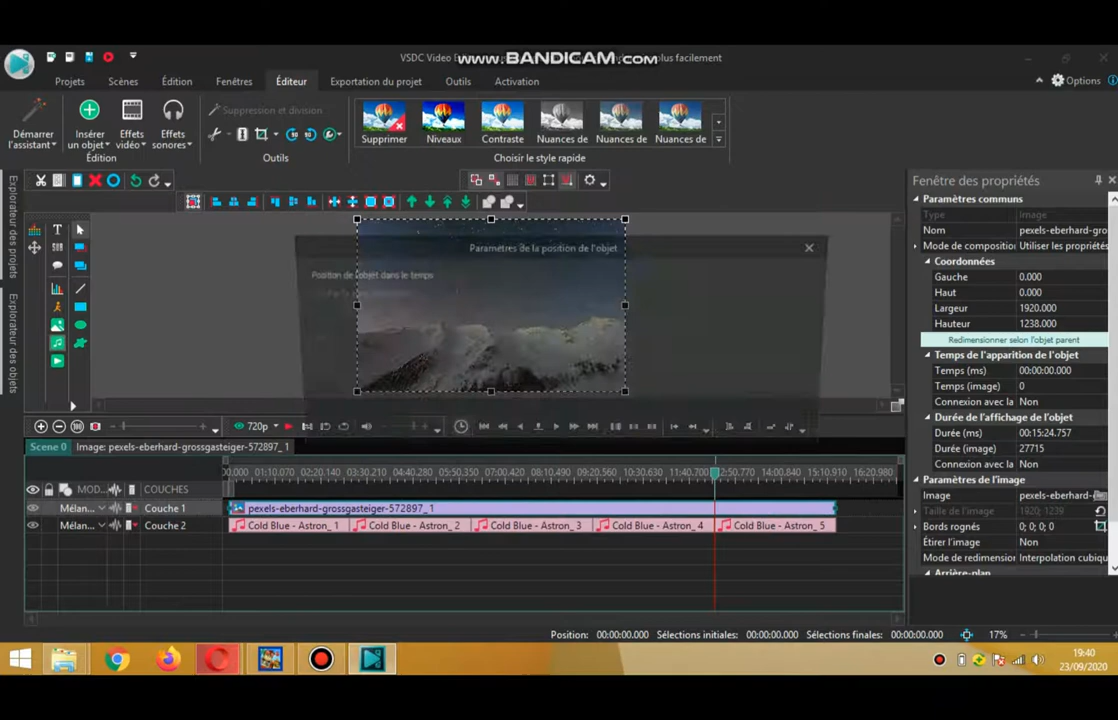 VSDC Video E
www.BANDICAM.com
plus facilement
Projets Scènes Édition Fenêtres Éditeur Exportation du projet Outils Activation
Options
Démarrer l'assistant
Insérer un objet
Effets vidéo
Effets sonores
Édition
Suppression et division
Outils
Supprimer Niveaux Contraste Nuances de Nuances de Nuances de
Choisir le style rapide
Explorateur des projets
Explorateur des objets
Paramètres de la position de l'objet
Position de l'objet dans le temps
Fenêtre des propriétés
Paramètres communs
Type Image
Nom pexels-eberhard-gro
Mode de composition Utiliser les propriétés
Coordonnées
Gauche 0.000
Haut 0.000
Largeur 1920.000
Hauteur 1238.000
Redimensionner selon l'objet parent
Temps de l'apparition de l'objet
Temps (ms) 00:00:00.000
Temps (image) 0
Connexion avec la Non
Durée de l'affichage de l'objet
Durée (ms) 00:15:24.757
Durée (image) 27715
Connexion avec la Non
Paramètres de l'image
Image pexels-eberhard-
Taille de l'image 1920; 1239
Bords rognés 0; 0; 0; 0
Étirer l'image Non
Mode de redimension Interpolation cubiqu
Arrière-plan
720p
Scene 0 Image: pexels-eberhard-grossgasteiger-572897_1
00.000 01:10.070 02:20.140 03:30.210 04:40.280 05:50.350 07:00.420 08:10.490 09:20.560 10:30.630 11:40.700 12:50.770 14:00.840 15:10.910 16:20.980
MOD... COUCHES
Mélan... Couche 1 pexels-eberhard-grossgasteiger-572897_1
Mélan... Couche 2 Cold Blue - Astron_ 1 Cold Blue - Astron_ 2 Cold Blue - Astron_ 3 Cold Blue - Astron_ 4 Cold Blue - Astron_ 5
Position: 00:00:00.000 Sélections initiales: 00:00:00.000 Sélections finales: 00:00:00.000 17%
19:40
23/09/2020